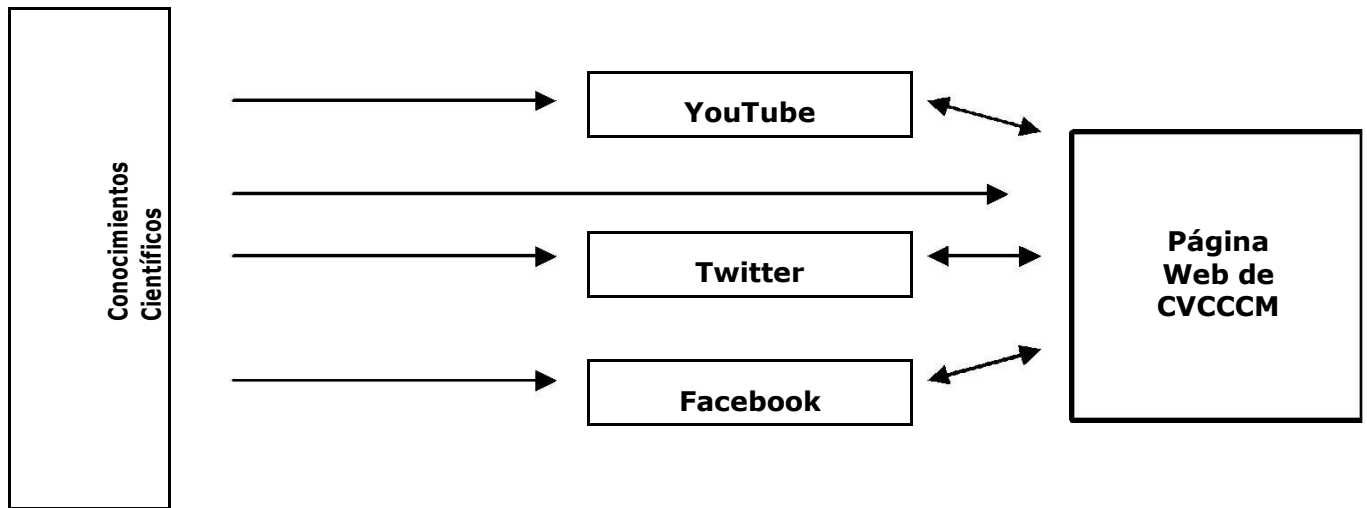 Conocimientos
Científicos
YouTube
Twitter
Facebook
Página
Web de
CVCCCM